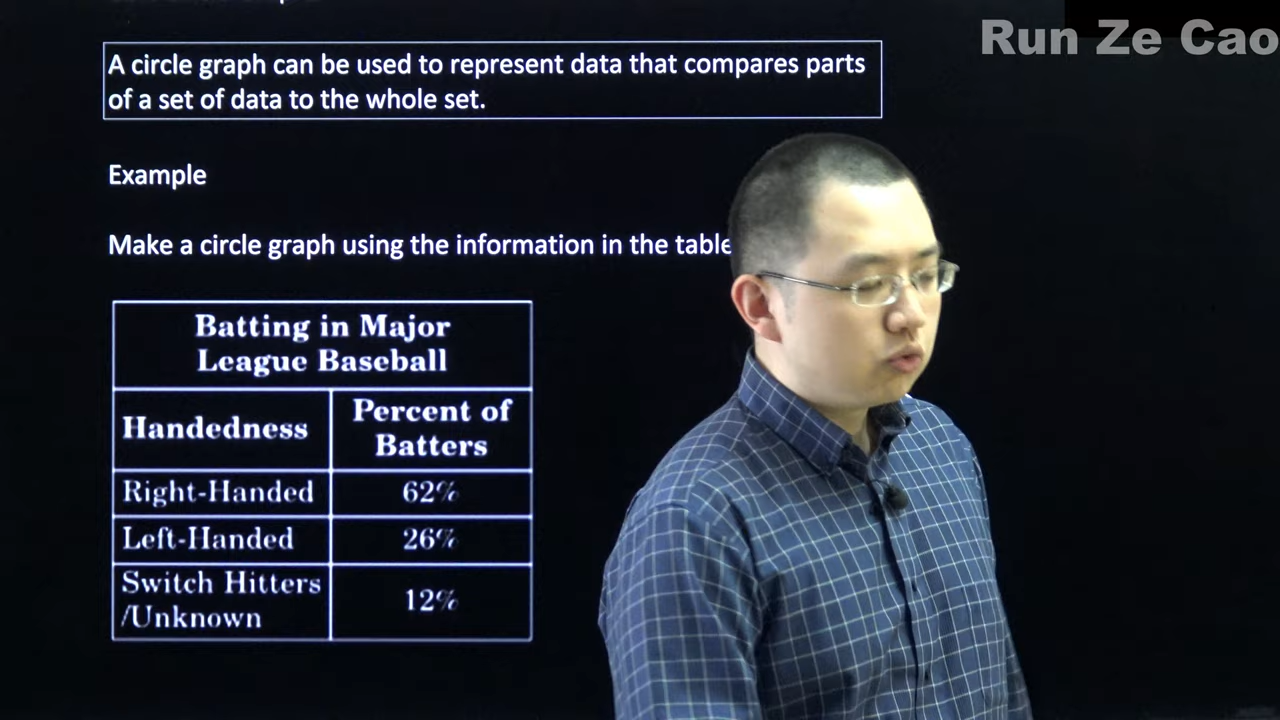 Run Ze Cao
A circle graph can be used to represent data that compares parts
of a set of data to the whole set.
Example
Make a circle graph using the information in the table
Batting in Major
League Baseball
Handedness
Percent of
Batters
Right-Handed
62%
Left-Handed
26%
Switch Hitters
/Unknown
12%